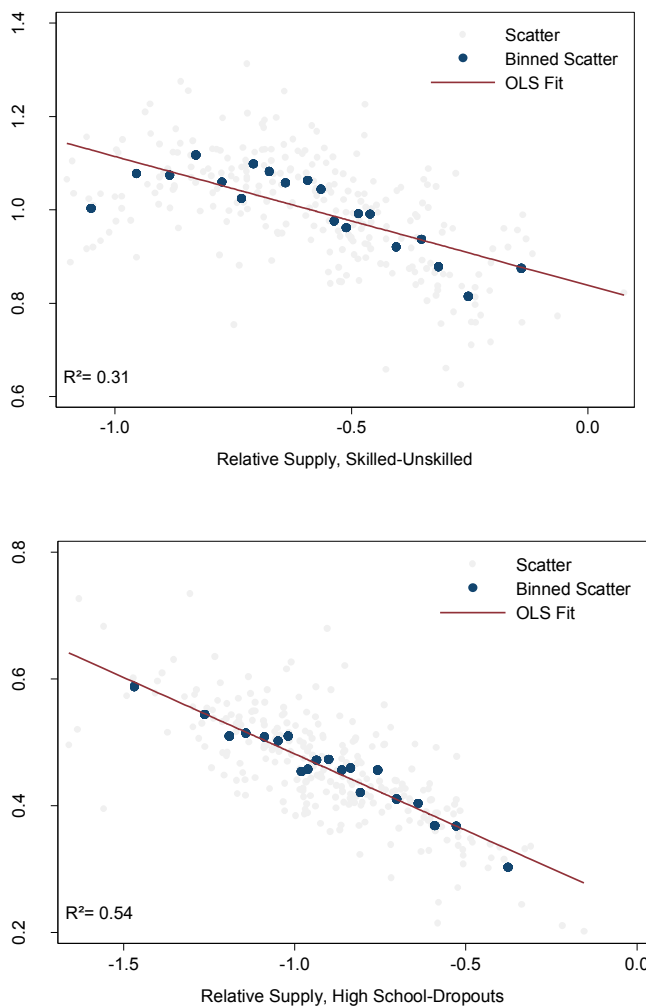 1.4
1.2
1.0
0.8
0.6
Scatter
Binned Scatter
OLS Fit
R²= 0.31
-1.0
-0.5
0.0
Relative Supply, Skilled-Unskilled
0.8
0.6
0.4
0.2
Scatter
Binned Scatter
OLS Fit
R²= 0.54
-1.5
-1.0
-0.5
0.0
Relative Supply, High School-Dropouts